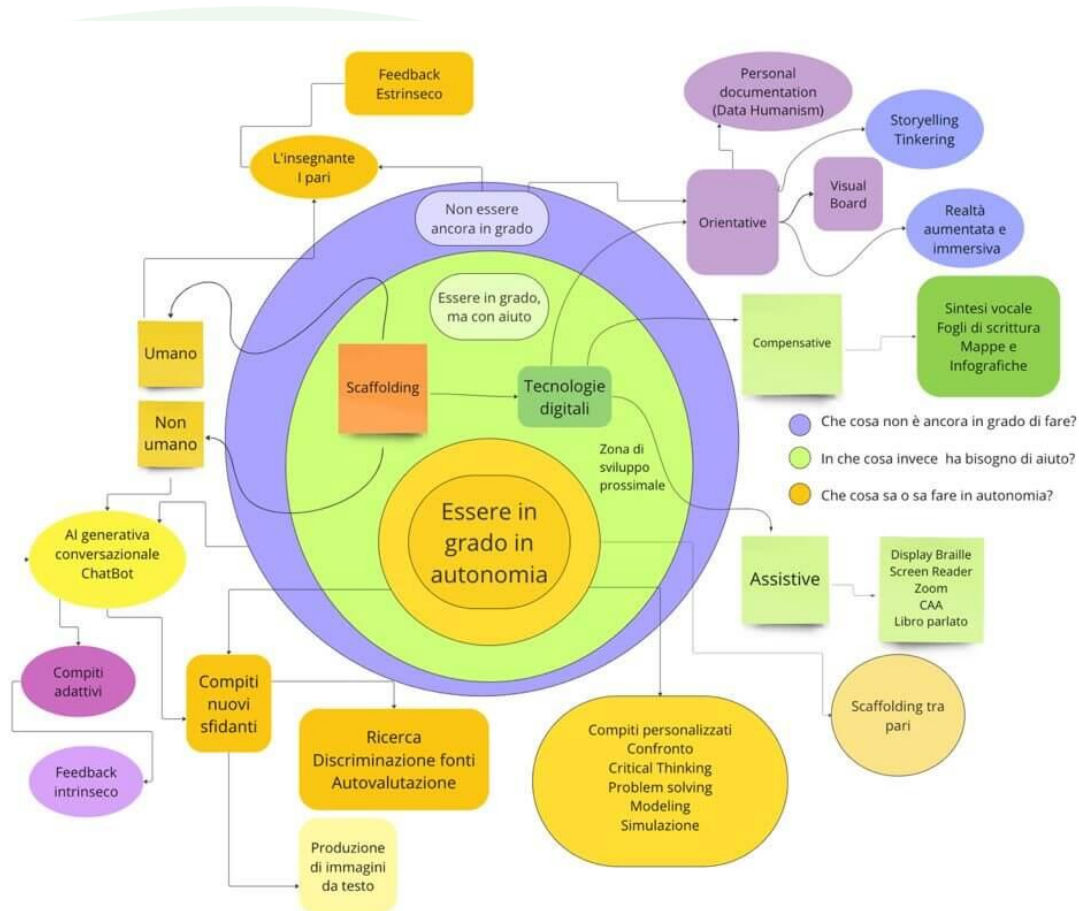 Feedback
Estrinseco
L'insegnante
I pari
Personal
documentation
(Data Humanism)
Storyelling
Tinkering
Visual
Board
Orientative
Realtà
aumentata e
immersiva
Non essere
ancora in grado
Essere in grado,
ma con aiuto
Umano
Non
umano
Scaffolding
Tecnologie
digitali
Compensative
Sintesi vocale
Fogli di scrittura
Mappe e
Infografiche
Che cosa non è ancora in grado di fare?
In che cosa invece ha bisogno di aiuto?
Che cosa sa o sa fare in autonomia?
Zona di
sviluppo
prossimale
Essere in
grado in
autonomia
AI generativa
conversazionale
ChatBot
Assistive
Display Braille
Screen Reader
Zoom
CAA
Libro parlato
Compiti
adattivi
Compiti
nuovi
sfidanti
Feedback
intrinseco
Ricerca
Discriminazione fonti
Autovalutazione
Compiti personalizzati
Confronto
Critical Thinking
Problem solving
Modeling
Simulazione
Scaffolding tra
pari
Produzione
di immagini
da testo